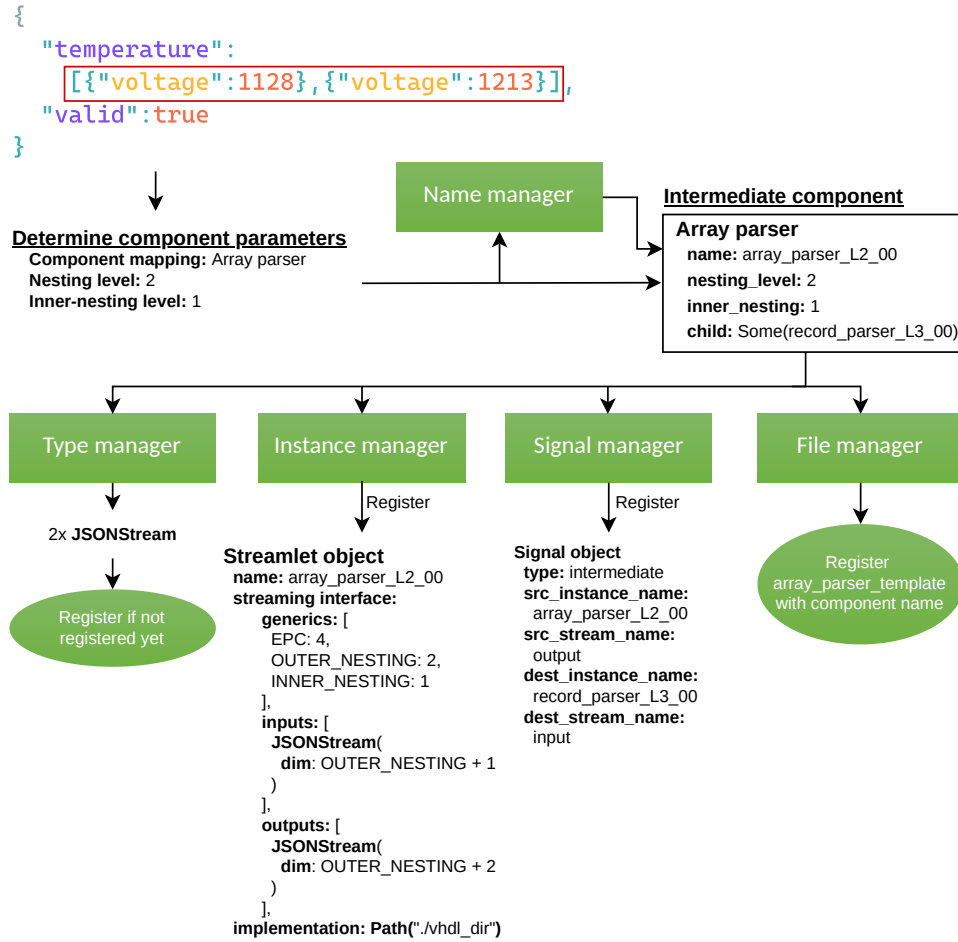 {
"temperature":
[{"voltage":1128},{"voltage":1213}],
"valid":true
}
Name manager
Determine component parameters
Component mapping: Array parser
Nesting level: 2
Inner-nesting level: 1
Intermediate component
Array parser
name: array_parser_L2_00
nesting_level: 2
inner_nesting: 1
child: Some(record_parser_L3_00)
Type manager
Instance manager
Signal manager
File manager
2x JSONStream
Register if not
registered yet
Register
Streamlet object
name: array_parser_L2_00
streaming interface:
generics: [
EPC: 4,
OUTER_NESTING: 2,
INNER_NESTING: 1
],
inputs: [
JSONStream(
dim: OUTER_NESTING + 1
)
],
outputs: [
JSONStream(
dim: OUTER_NESTING + 2
)
],
implementation: Path("./vhdl_dir")
Register
Signal object
type: intermediate
src_instance_name:
array_parser_L2_00
src_stream_name:
output
dest_instance_name:
record_parser_L3_00
dest_stream_name:
input
Register
array_parser_template
with component name